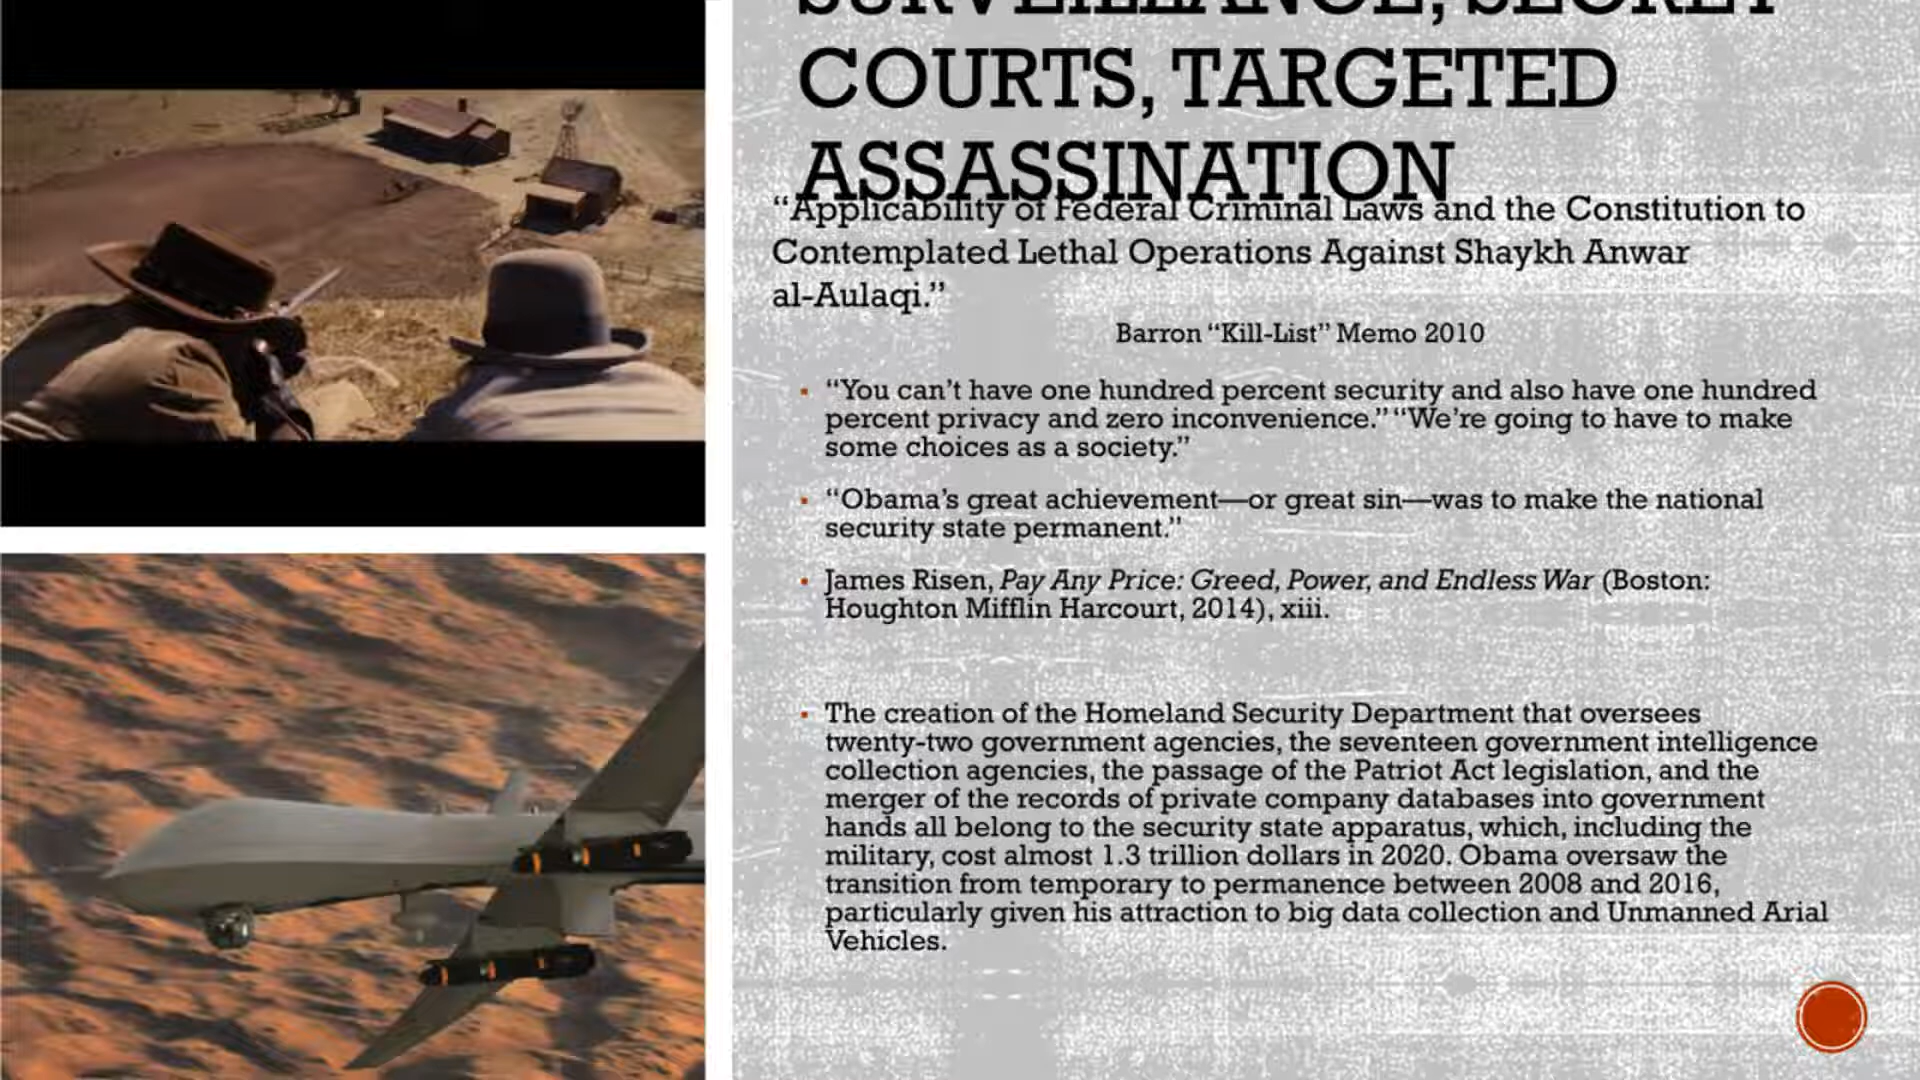 SURVEILLANCE, SECRET
COURTS, TARGETED
ASSASSINATION
“Applicability of Federal Criminal Laws and the Constitution to
Contemplated Lethal Operations Against Shaykh Anwar
al-Aulaqi.”
Barron “Kill-List” Memo 2010
“You can’t have one hundred percent security and also have one hundred
percent privacy and zero inconvenience.” “We’re going to have to make
some choices as a society.”
“Obama’s great achievement—or great sin—was to make the national
security state permanent.”
James Risen, Pay Any Price: Greed, Power, and Endless War (Boston:
Houghton Mifflin Harcourt, 2014), xiii.
The creation of the Homeland Security Department that oversees
twenty-two government agencies, the seventeen government intelligence
collection agencies, the passage of the Patriot Act legislation, and the
merger of the records of private company databases into government
hands all belong to the security state apparatus, which, including the
military, cost almost 1.3 trillion dollars in 2020. Obama oversaw the
transition from temporary to permanence between 2008 and 2016,
particularly given his attraction to big data collection and Unmanned Arial
Vehicles.